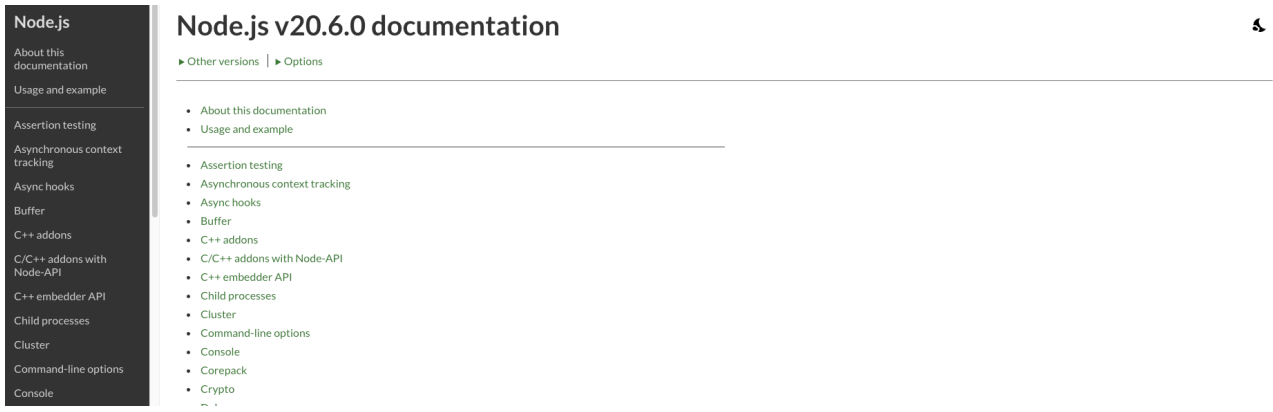 Node.js
About this
documentation
Usage and example
Assertion testing
Asynchronous context
tracking
Async hooks
Buffer
C++ addons
C/C++ addons with
Node-API
C++ embedder API
Child processes
Cluster
Command-line options
Console
Node.js v20.6.0 documentation
Other versions | Options
About this documentation
Usage and example
Assertion testing
Asynchronous context tracking
Async hooks
Buffer
C++ addons
C/C++ addons with Node-API
C++ embedder API
Child processes
Cluster
Command-line options
Console
Corepack
Crypto